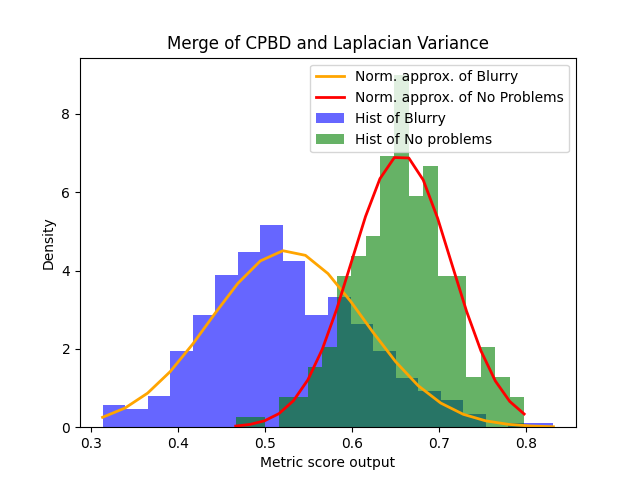 Merge of CPBD and Laplacian Variance
Norm. approx. of Blurry
Norm. approx. of No Problems
Hist of Blurry
Hist of No problems
Density
8
6
4
2
0
0.3 0.4 0.5 0.6 0.7 0.8
Metric score output